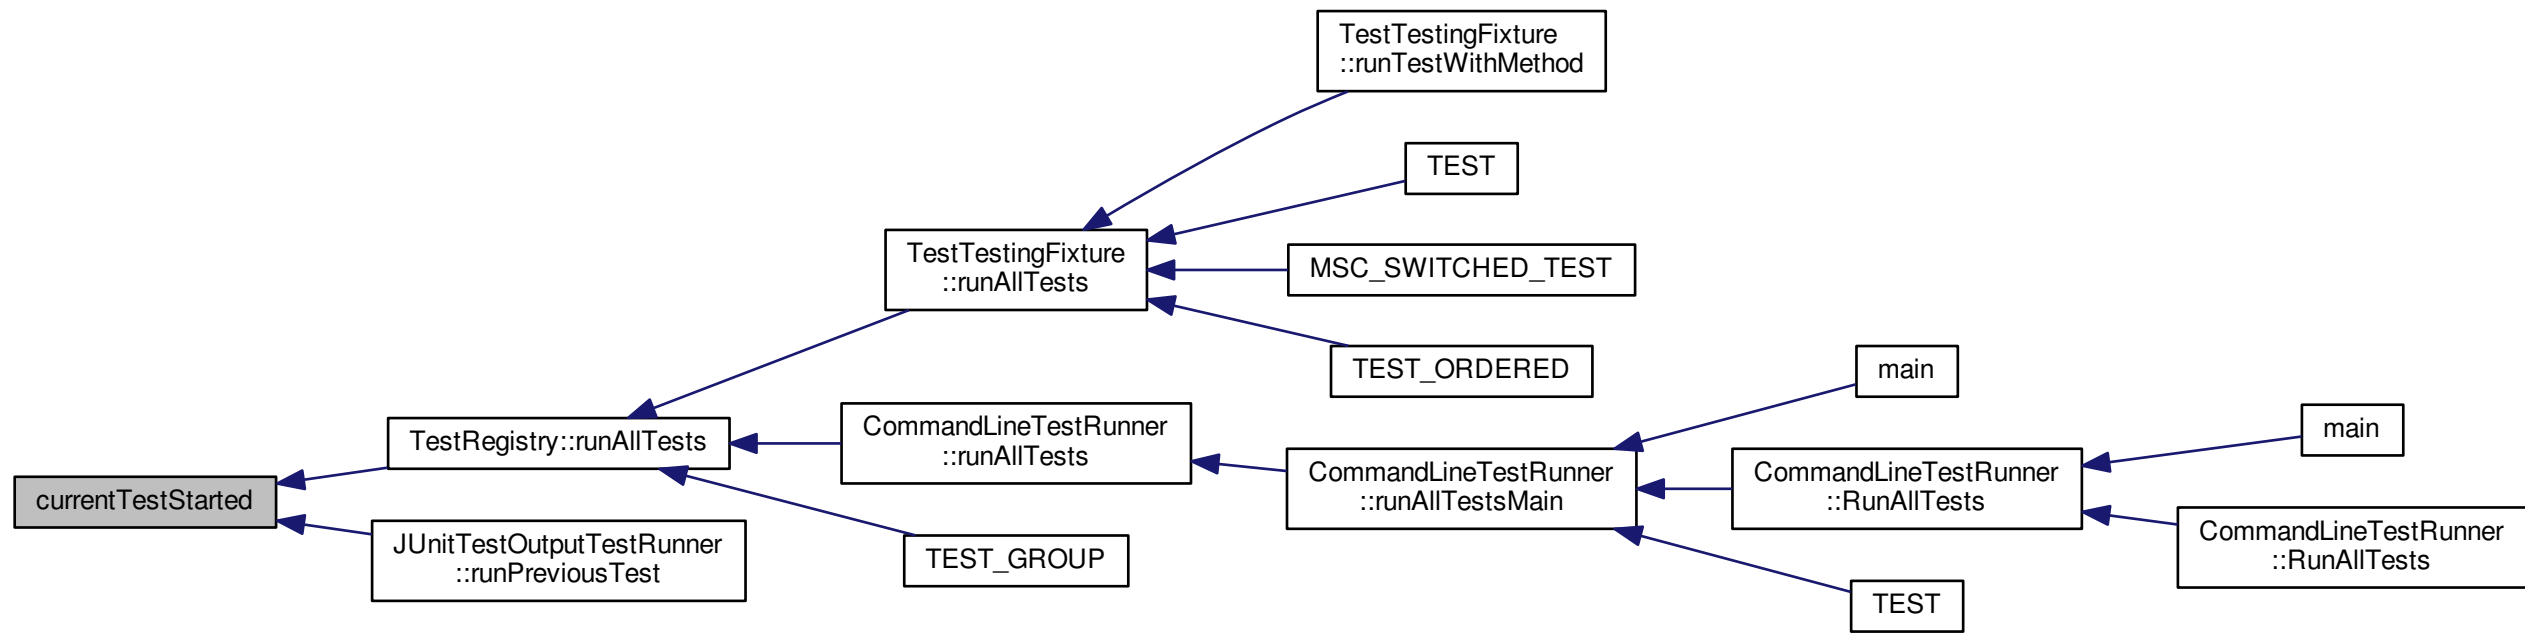 TestTestingFixture
::runTestWithMethod
TEST
TestTestingFixture
::runAllTests
MSC_SWITCHED_TEST
TEST_ORDERED
main
TestRegistry::runAllTests
CommandLineTestRunner
::runAllTests
main
CommandLineTestRunner
::runAllTestsMain
CommandLineTestRunner
::RunAllTests
currentTestStarted
JUnitTestOutputTestRunner
::runPreviousTest
TEST_GROUP
CommandLineTestRunner
::RunAllTests
TEST